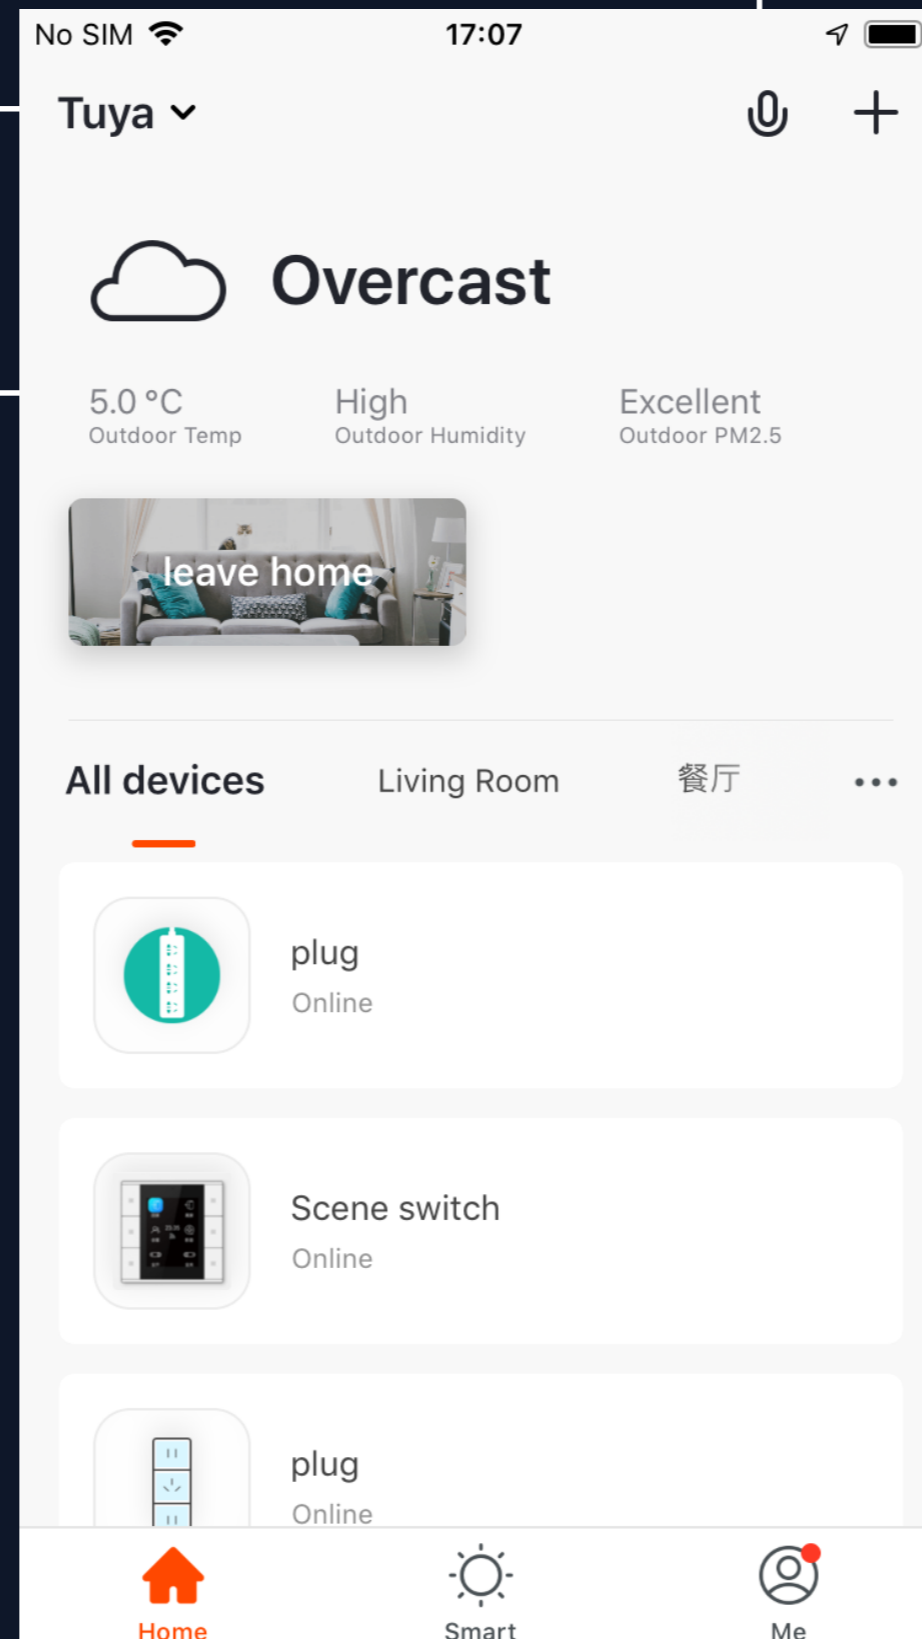 No SIM 17:07
Tuya
Overcast
5.0 °C High Excellent
Outdoor Temp Outdoor Humidity Outdoor PM2.5
leave home
All devices Living Room 餐厅
plug
Online
Scene switch
Online
plug
Online
Home Smart Me